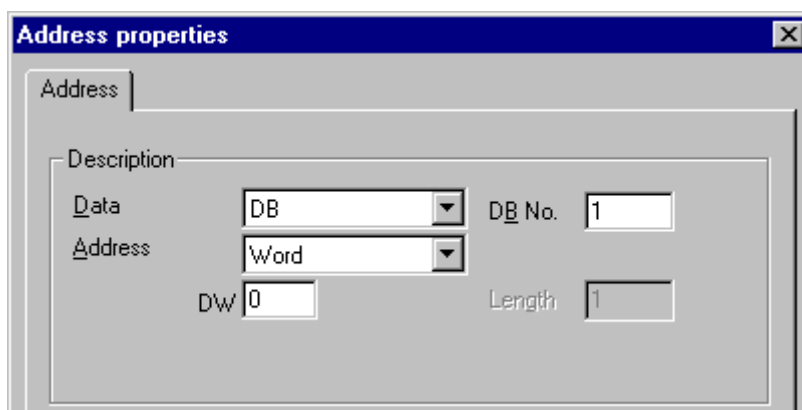 Address properties
Address
Description
Data DB DB No. 1
Address Word
DW 0 Length 1